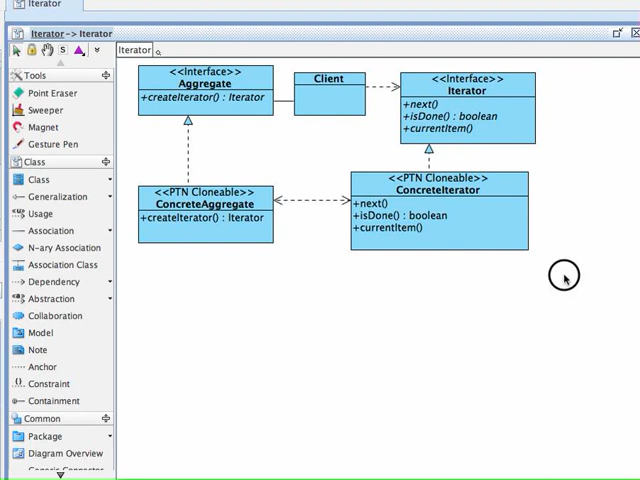 Iterator
Iterator -> Iterator
S
Iterator
Tools
Point Eraser
Sweeper
Magnet
Gesture Pen
Class
Class
Generalization
Usage
Association
N-ary Association
Association Class
Dependency
Abstraction
Collaboration
Model
Note
Anchor
Constraint
Containment
Common
Package
Diagram Overview
Generic Connector
<<Interface>>
Aggregate
+createIterator() : Iterator
Client
<<Interface>>
Iterator
+next()
+isDone() : boolean
+currentItem()
<<PTN Cloneable>>
ConcreteAggregate
+createIterator() : Iterator
<<PTN Cloneable>>
ConcreteIterator
+next()
+isDone() : boolean
+currentItem()